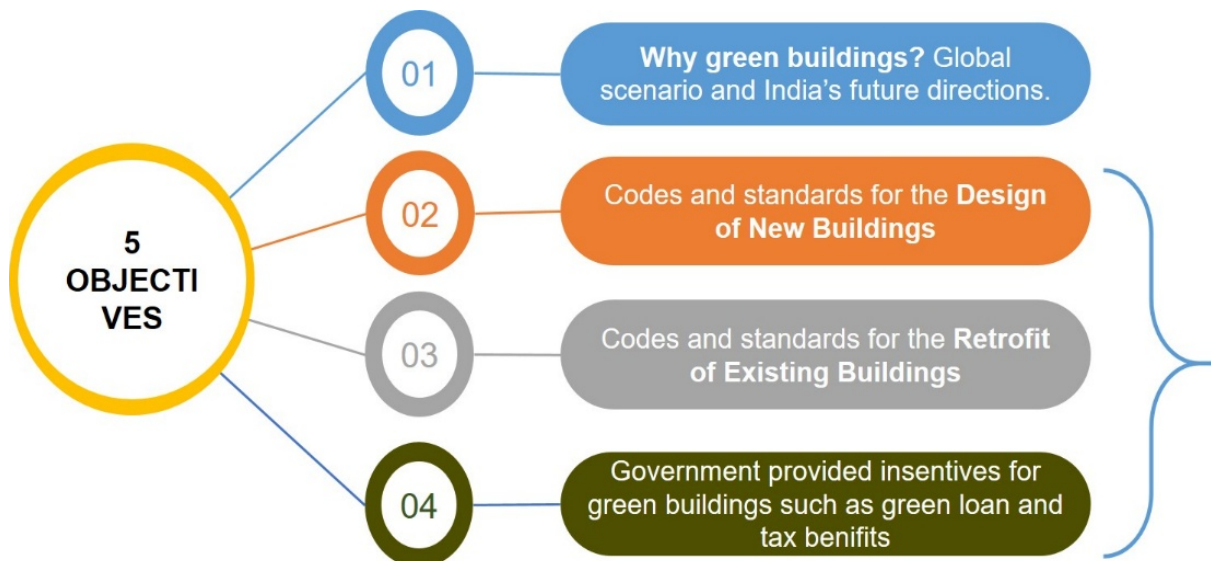 5
OBJECTI
VES
01
Why green buildings? Global
scenario and India's future directions.
02
Codes and standards for the Design
of New Buildings
03
Codes and standards for the Retrofit
of Existing Buildings
04
Government provided insentives for
green buildings such as green loan and
tax benifits